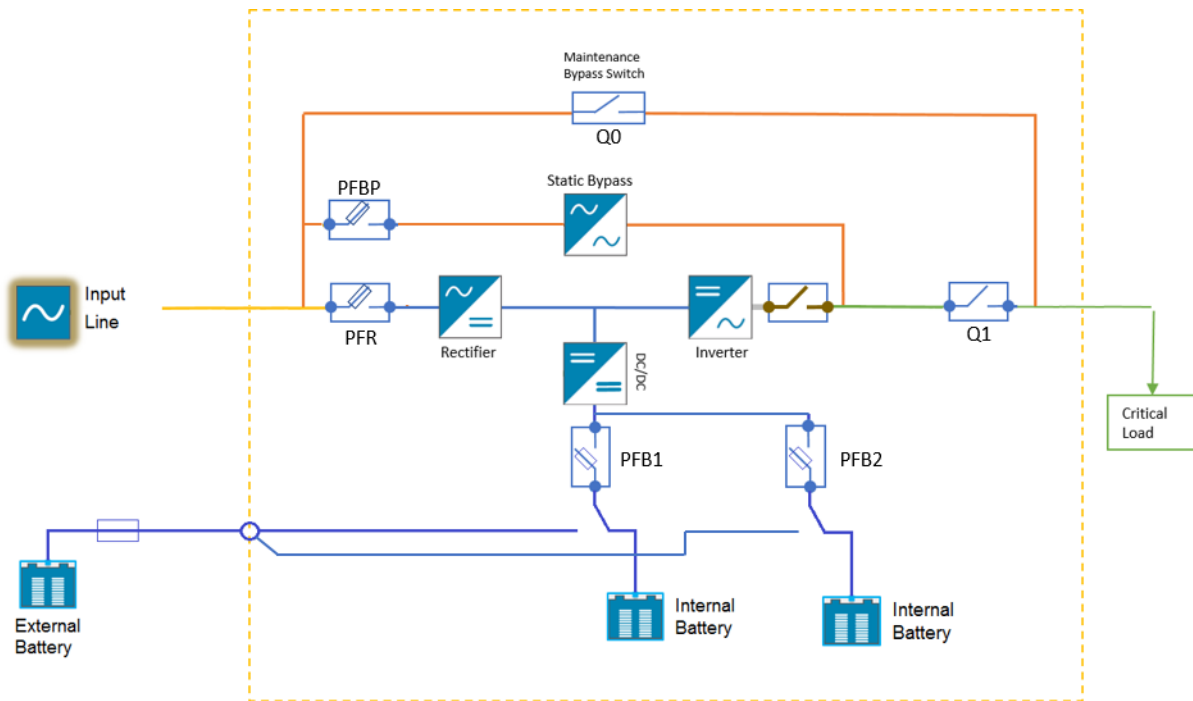 Maintenance
Bypass Switch
Q0
Static Bypass
PFBP
Input
Line
PFR
Rectifier
Inverter
Q1
DC/DC
Critical
Load
PFB1
PFB2
External
Battery
Internal
Battery
Internal
Battery